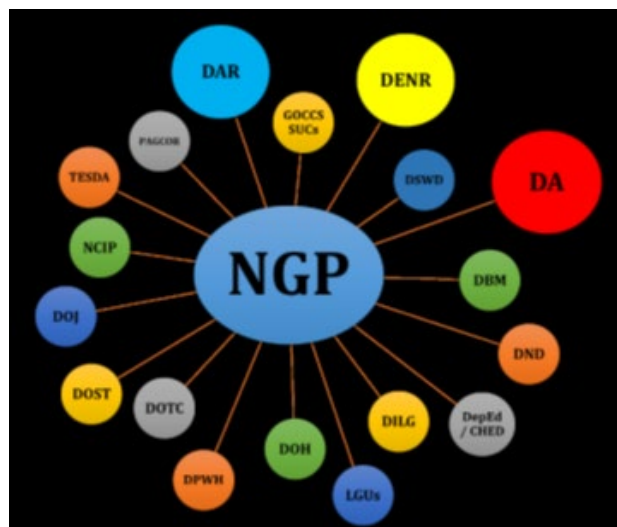 DAR
DENR
GOCCS
SUCs
PAGCOR
TESDA
DSWD
DA
NCIP
NGP
DBM
DOJ
DND
DOST
DOTC
DILG
DepEd
/ CHED
DOH
DPWH
LGUs